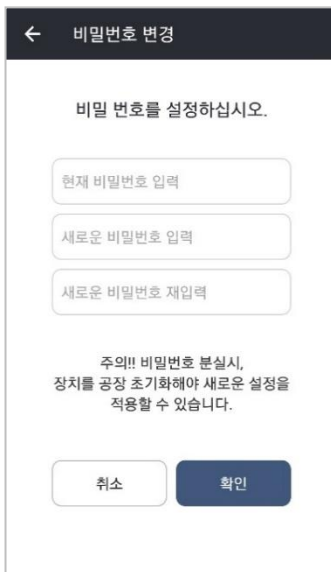 비밀번호 변경
비밀 번호를 설정하십시오.
현재 비밀번호 입력
새로운 비밀번호 입력
새로운 비밀번호 재입력
주의!! 비밀번호 분실시,
장치를 공장 초기화해야 새로운 설정을
적용할 수 있습니다.
취소
확인